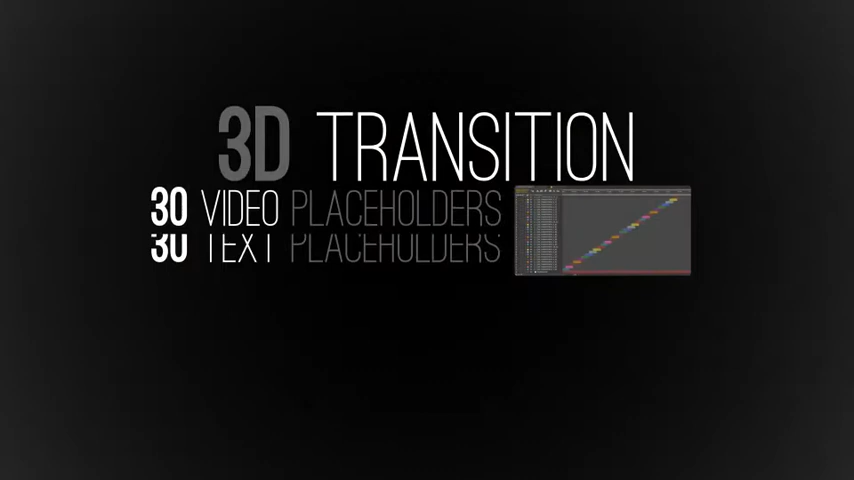 3D TRANSITION
30 VIDEO PLACEHOLDERS
30 TEXT PLACEHOLDERS